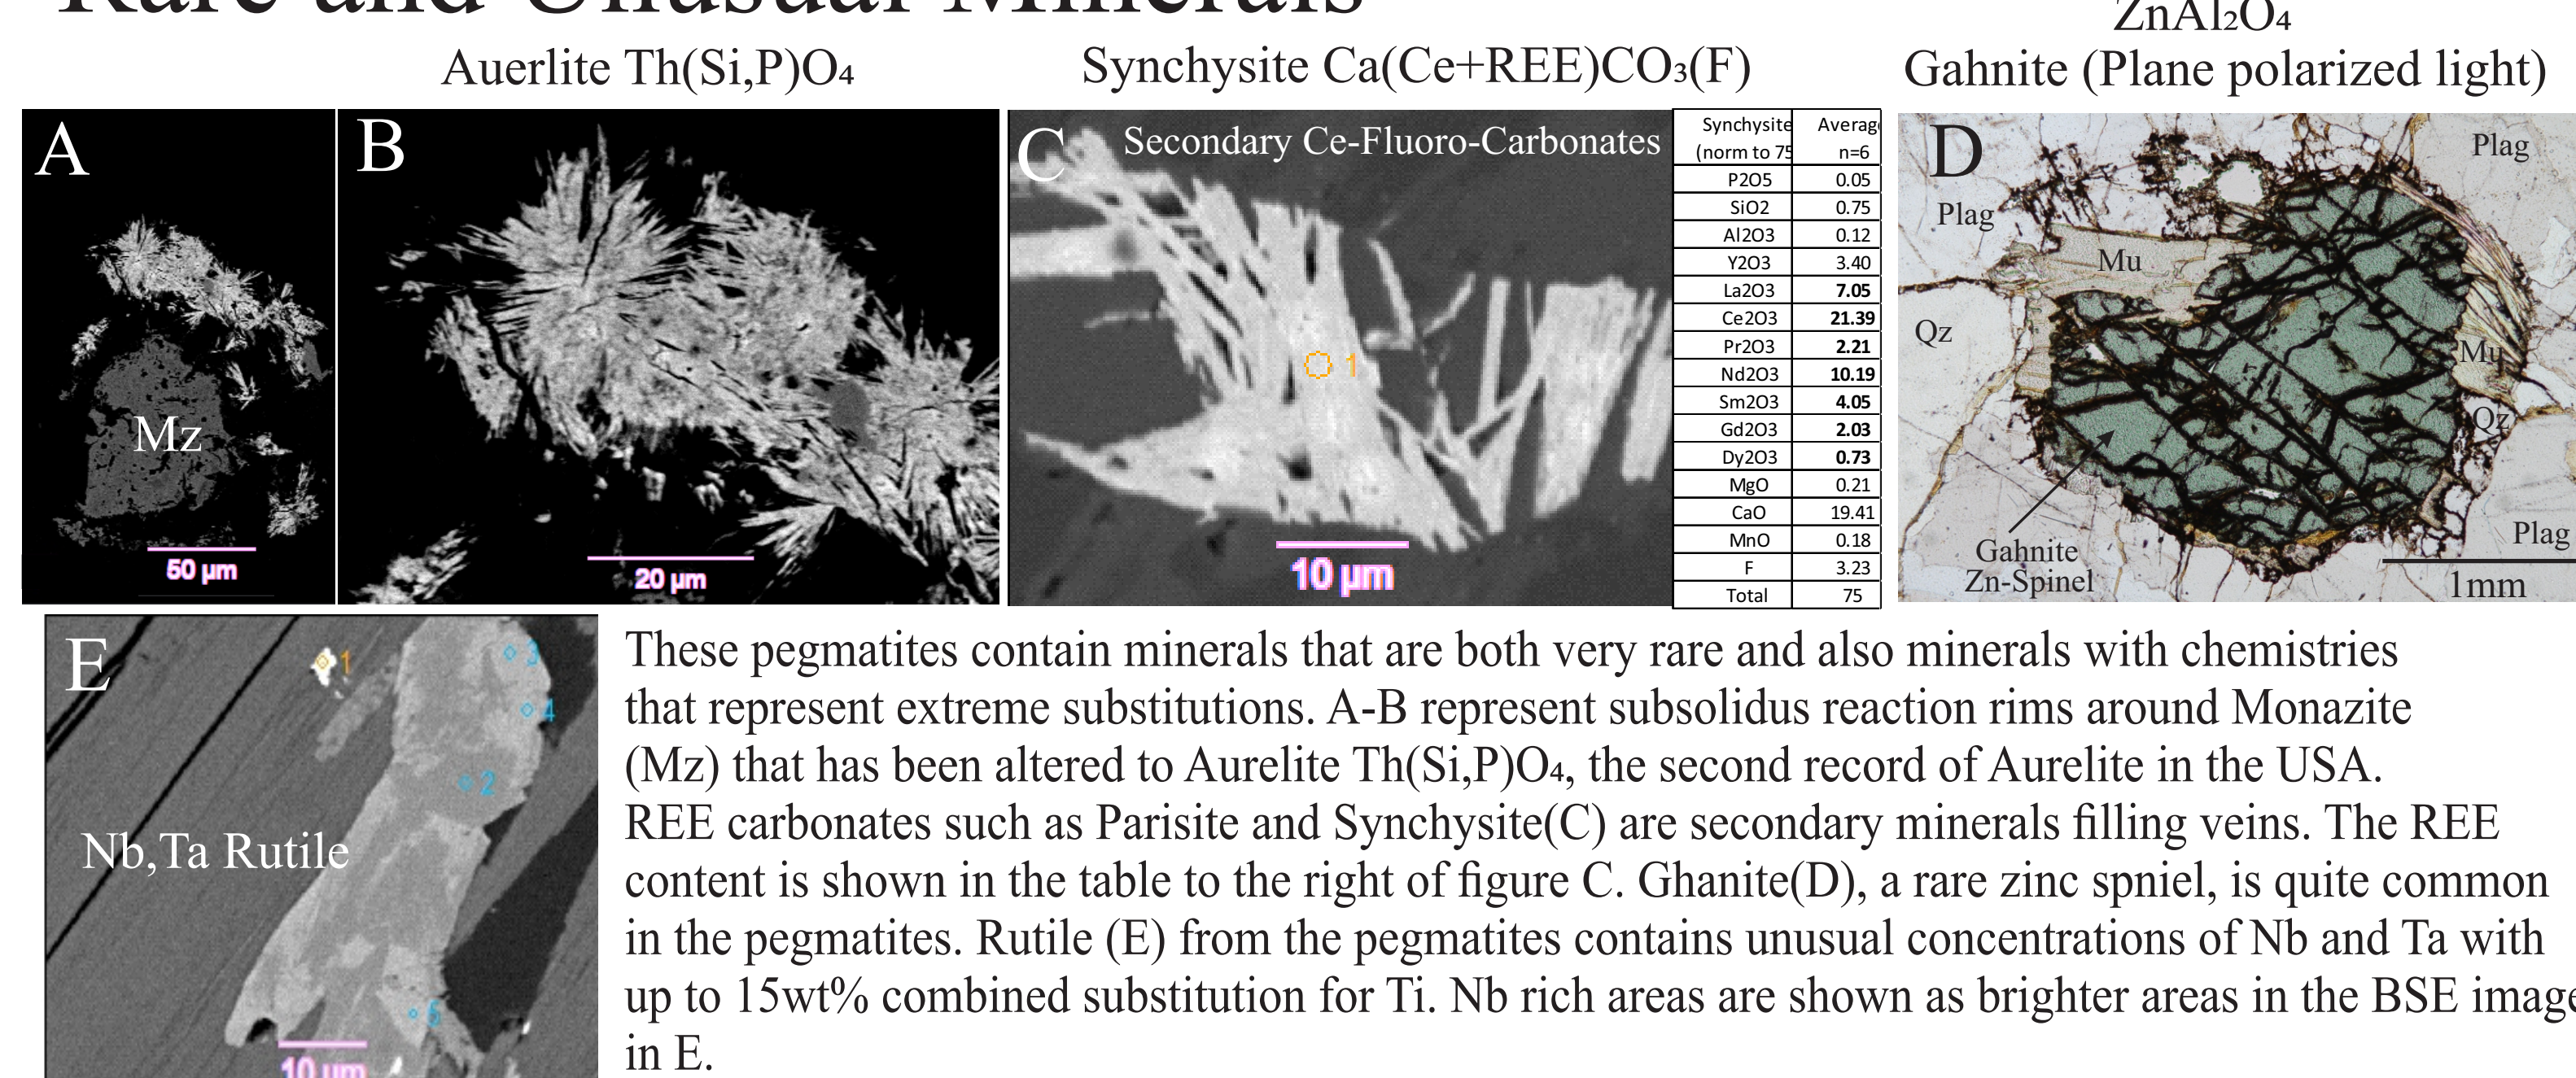 Rare and Unusual Minerals
Auerlite Th(Si,P)O₄
Synchysite Ca(Ce+REE)CO₃(F)
ZnAl₂O₄
Gahnite (Plane polarized light)
A
Mz
50 µm
B
20 µm
C
Secondary Ce-Fluoro-Carbonates
1
10 µm
Synchysite Averag
(norm to 75 n=6
P2O5 0.05
SiO2 0.75
Al2O3 0.12
Y2O3 3.40
La2O3 7.05
Ce2O3 21.39
Pr2O3 2.21
Nd2O3 10.19
Sm2O3 4.05
Gd2O3 2.03
Dy2O3 0.73
MgO 0.21
CaO 19.41
MnO 0.18
F 3.23
Total 75
D
Plag
Plag
Mu
Qz
Mu
Qz
Plag
Gahnite
Zn-Spinel
1mm
E
1
3
4
2
Nb,Ta Rutile
5
10 µm
These pegmatites contain minerals that are both very rare and also minerals with chemistries
that represent extreme substitutions. A-B represent subsolidus reaction rims around Monazite
(Mz) that has been altered to Aurelite Th(Si,P)O₄, the second record of Aurelite in the USA.
REE carbonates such as Parisite and Synchysite(C) are secondary minerals filling veins. The REE
content is shown in the table to the right of figure C. Ghanite(D), a rare zinc spniel, is quite common
in the pegmatites. Rutile (E) from the pegmatites contains unusual concentrations of Nb and Ta with
up to 15wt% combined substitution for Ti. Nb rich areas are shown as brighter areas in the BSE image
in E.